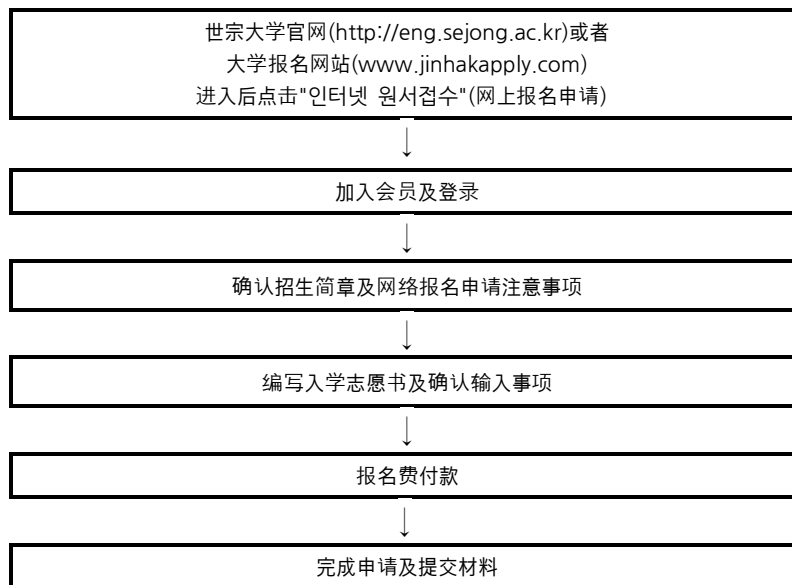 世宗大学官网(http://eng.sejong.ac.kr)或者
大学报名网站(www.jinhakapply.com)
进入后点击"인터넷 원서접수"(网上报名申请)
↓
加入会员及登录
↓
确认招生简章及网络报名申请注意事项
↓
编写入学志愿书及确认输入事项
↓
报名费付款
↓
完成申请及提交材料